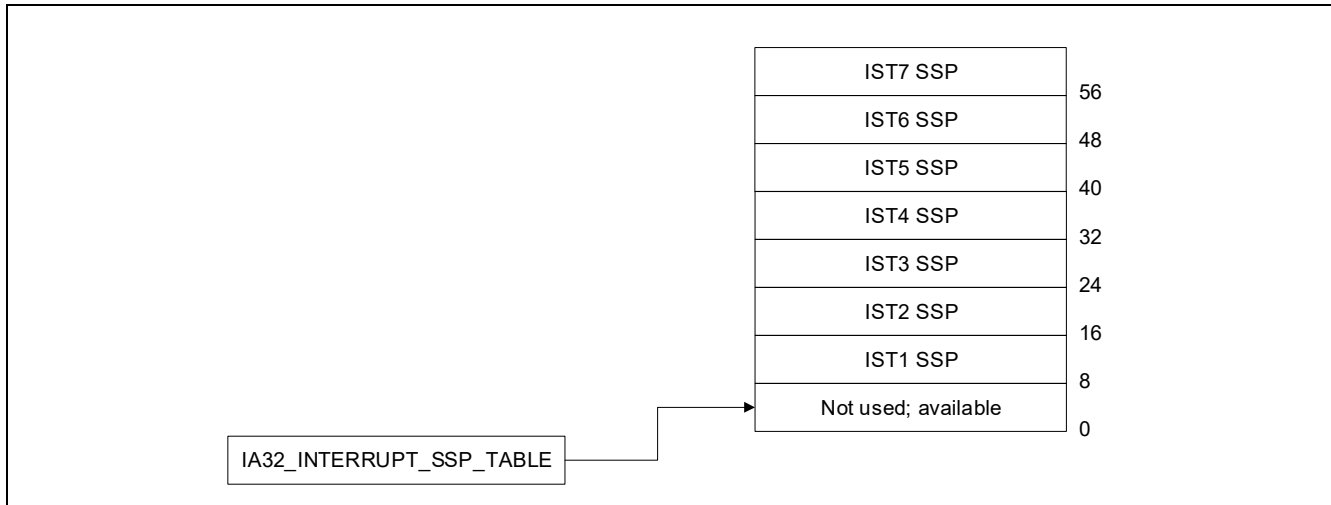 IST7 SSP
56
IST6 SSP
48
IST5 SSP
40
IST4 SSP
32
IST3 SSP
24
IST2 SSP
16
IST1 SSP
8
Not used; available
0
IA32_INTERRUPT_SSP_TABLE